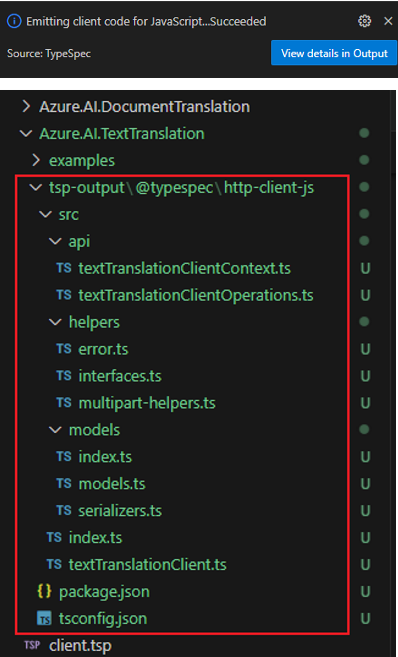 Emitting client code for JavaScript...Succeeded
Source: TypeSpec
View details in Output
Azure.AI.DocumentTranslation
Azure.AI.TextTranslation
examples
tsp-output\@typespec\http-client-js
src
api
TS textTranslationClientContext.ts U
TS textTranslationClientOperations.ts U
helpers
TS error.ts U
TS interfaces.ts U
TS multipart-helpers.ts U
models
TS index.ts U
TS models.ts U
TS serializers.ts U
TS index.ts U
TS textTranslationClient.ts U
{} package.json U
TS tsconfig.json U
TSP client.tsp